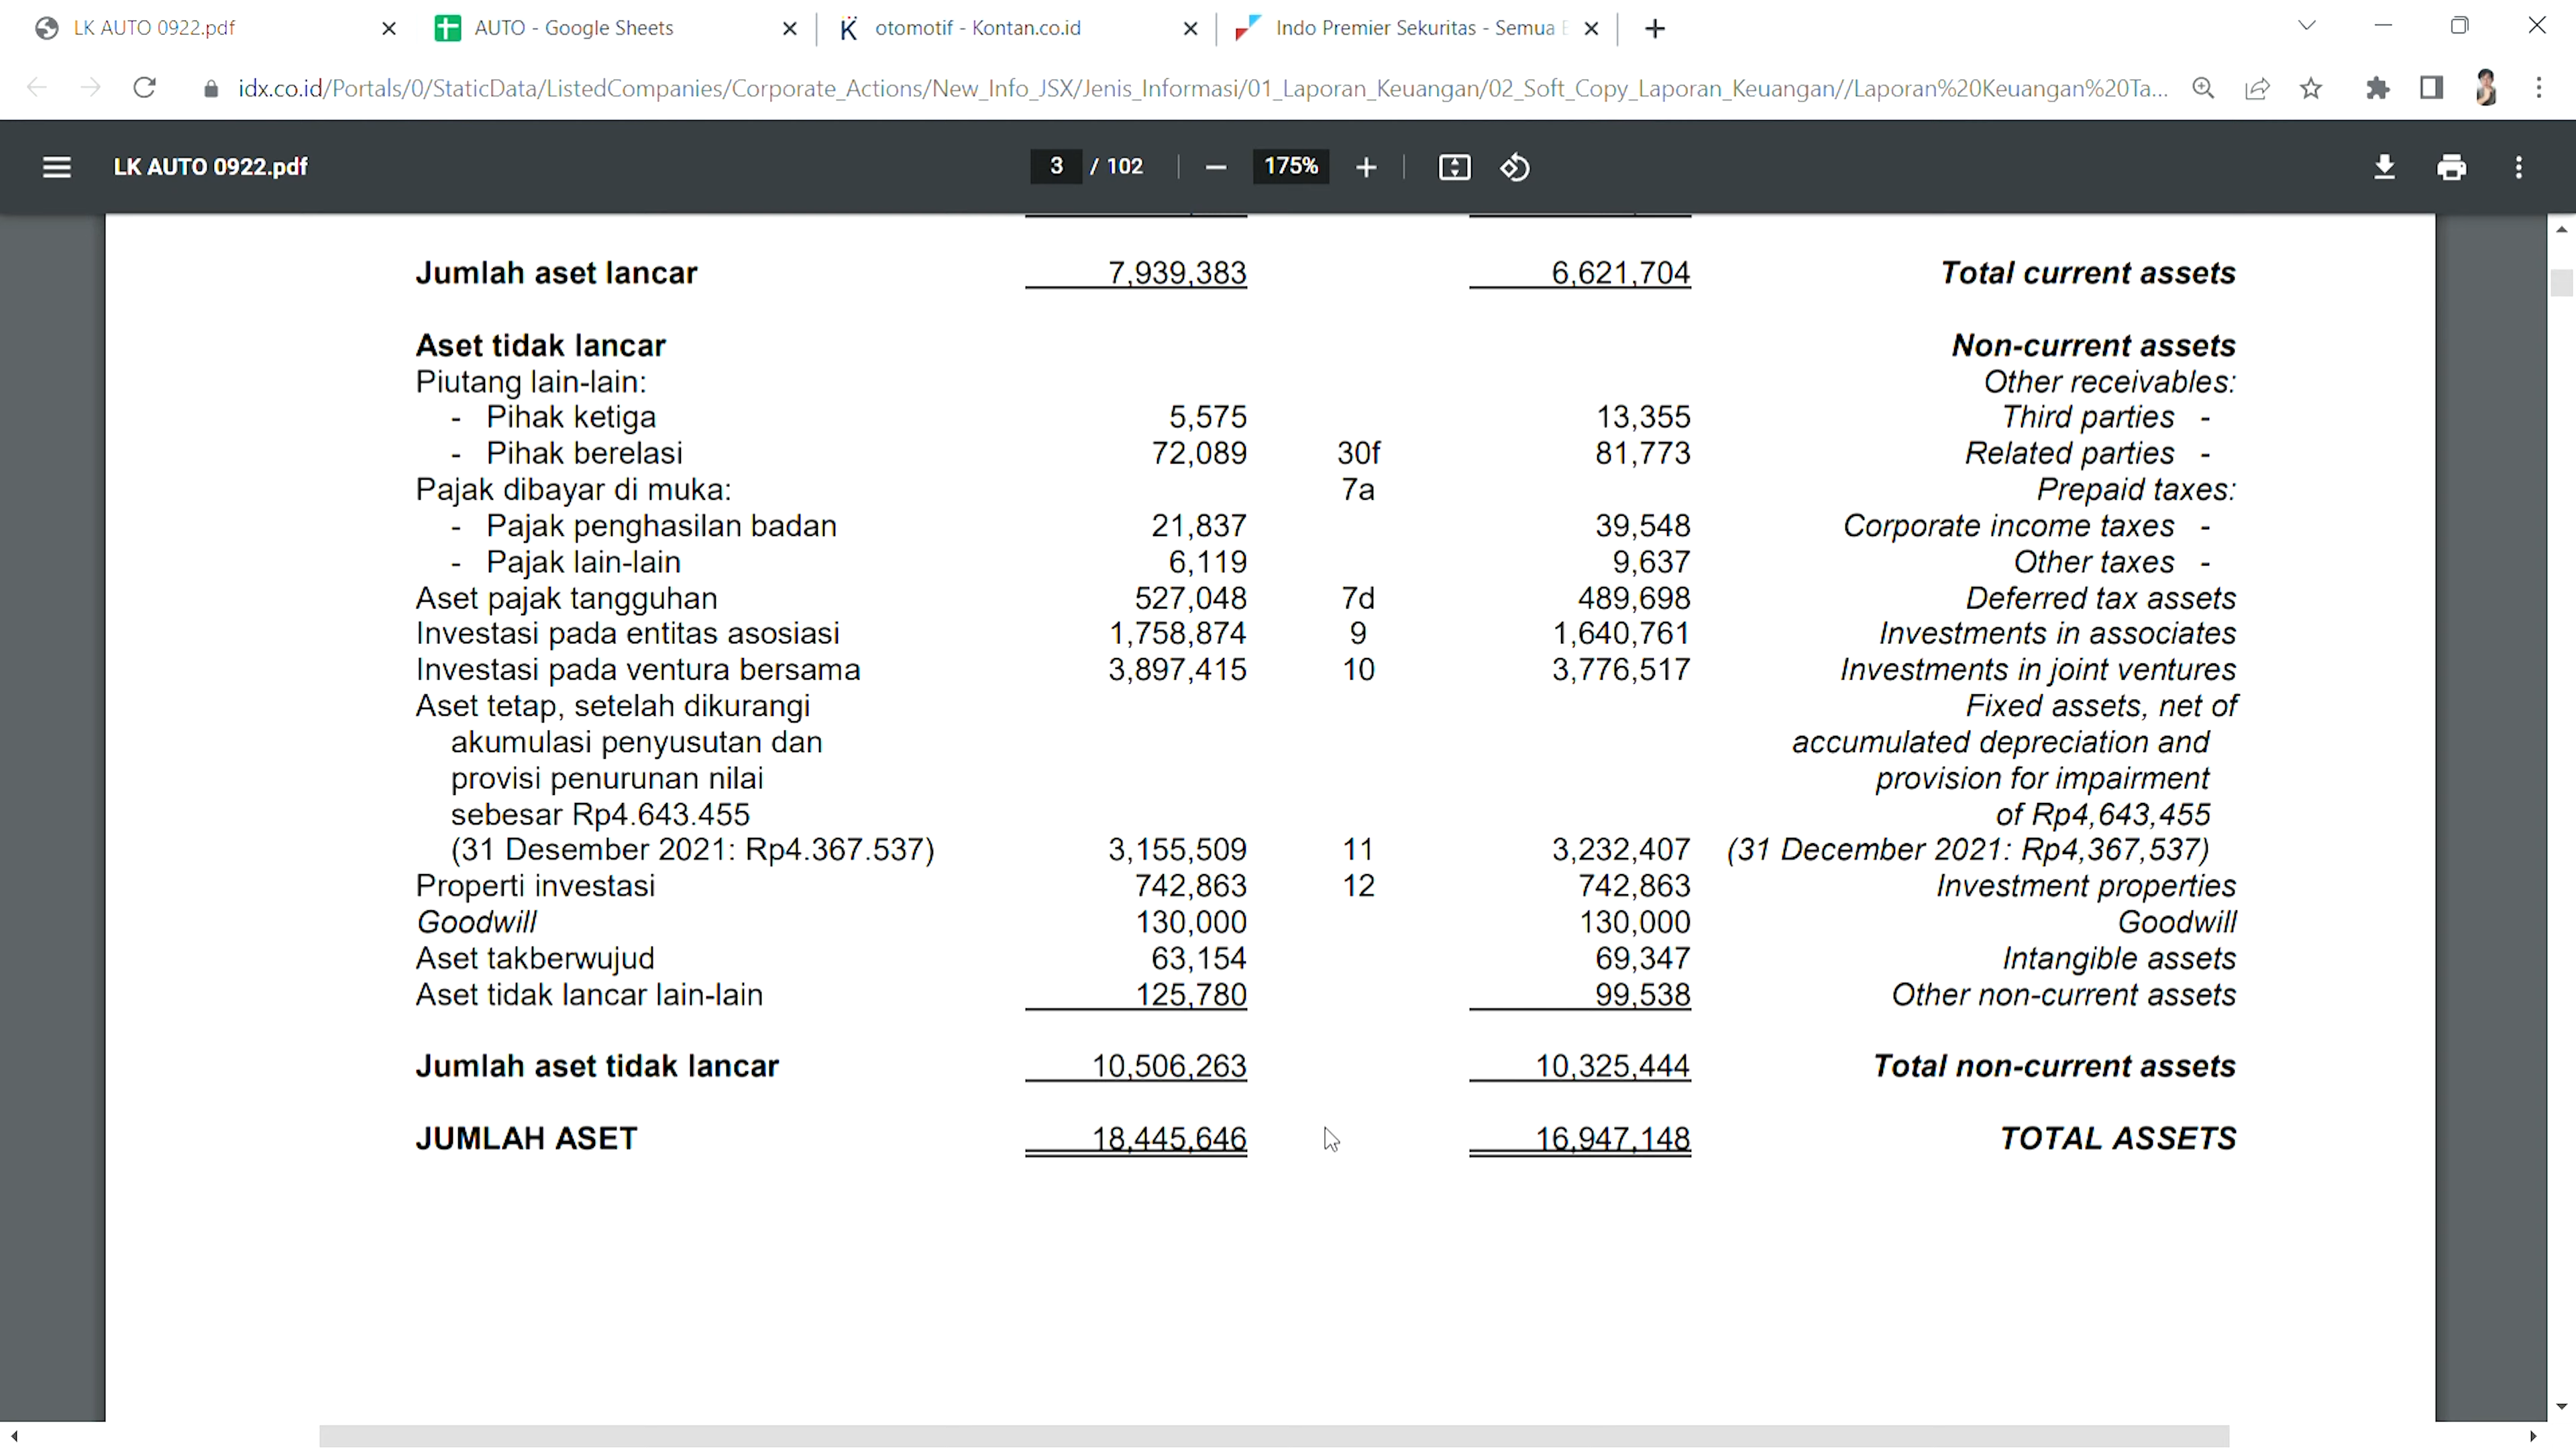 LK AUTO 0922.pdf
AUTO - Google Sheets
otomotif - Kontan.co.id
Indo Premier Sekuritas - Semua
idx.co.id/Portals/0/StaticData/ListedCompanies/Corporate_Actions/New_Info_JSX/Jenis_Informasi/01_Laporan_Keuangan/02_Soft_Copy_Laporan_Keuangan//Laporan%20Keuangan%20Ta...
LK AUTO 0922.pdf 3 / 102 175%
Jumlah aset lancar 7,939,383 6,621,704 Total current assets
Aset tidak lancar Non-current assets
Piutang lain-lain: Other receivables:
- Pihak ketiga 5,575 13,355 Third parties -
- Pihak berelasi 72,089 30f 81,773 Related parties -
Pajak dibayar di muka: 7a Prepaid taxes:
- Pajak penghasilan badan 21,837 39,548 Corporate income taxes -
- Pajak lain-lain 6,119 9,637 Other taxes -
Aset pajak tangguhan 527,048 7d 489,698 Deferred tax assets
Investasi pada entitas asosiasi 1,758,874 9 1,640,761 Investments in associates
Investasi pada ventura bersama 3,897,415 10 3,776,517 Investments in joint ventures
Aset tetap, setelah dikurangi Fixed assets, net of
akumulasi penyusutan dan accumulated depreciation and
provisi penurunan nilai provision for impairment
sebesar Rp4.643.455 of Rp4,643,455
(31 Desember 2021: Rp4.367.537) 3,155,509 11 3,232,407 (31 December 2021: Rp4,367,537)
Properti investasi 742,863 12 742,863 Investment properties
Goodwill 130,000 130,000 Goodwill
Aset takberwujud 63,154 69,347 Intangible assets
Aset tidak lancar lain-lain 125,780 99,538 Other non-current assets
Jumlah aset tidak lancar 10,506,263 10,325,444 Total non-current assets
JUMLAH ASET 18,445,646 16,947,148 TOTAL ASSETS